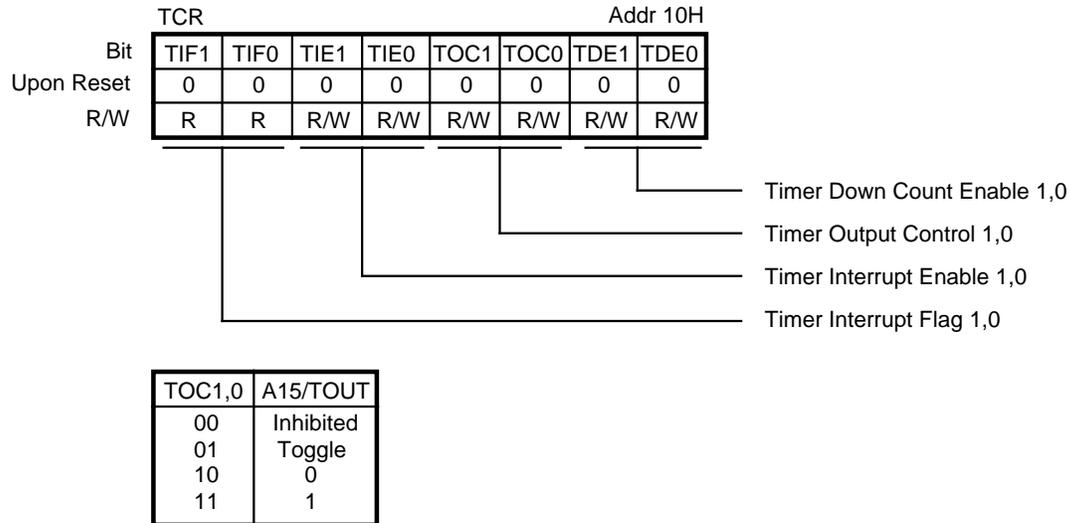 TCR Addr 10H
Bit TIF1 TIF0 TIE1 TIE0 TOC1 TOC0 TDE1 TDE0
Upon Reset 0 0 0 0 0 0 0 0
R/W R R R/W R/W R/W R/W R/W R/W
Timer Down Count Enable 1,0
Timer Output Control 1,0
Timer Interrupt Enable 1,0
Timer Interrupt Flag 1,0
TOC1,0 A15/TOUT
00 Inhibited
01 Toggle
10 0
11 1